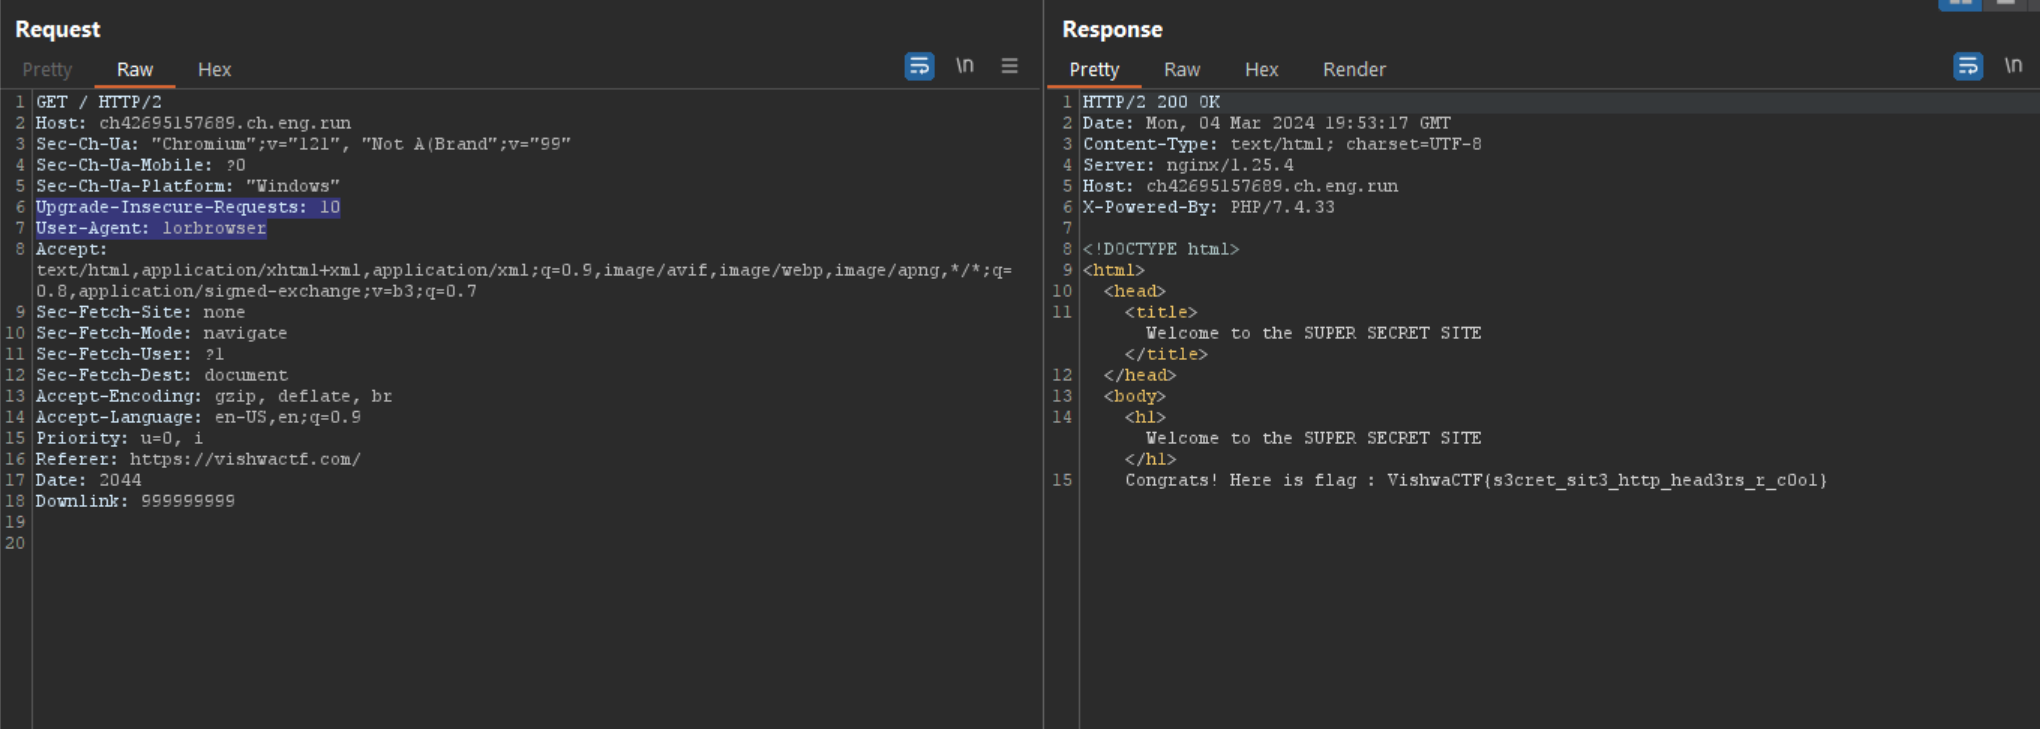 Request
Pretty Raw Hex
\n
1 GET / HTTP/2
2 Host: ch42695157689.ch.eng.run
3 Sec-Ch-Ua: "Chromium";v="121", "Not A(Brand";v="99"
4 Sec-Ch-Ua-Mobile: ?0
5 Sec-Ch-Ua-Platform: "Windows"
6 Upgrade-Insecure-Requests: 10
7 User-Agent: lorbrowser
8 Accept:
text/html,application/xhtml+xml,application/xml;q=0.9,image/avif,image/webp,image/apng,*/*;q=
0.8,application/signed-exchange;v=b3;q=0.7
9 Sec-Fetch-Site: none
10 Sec-Fetch-Mode: navigate
11 Sec-Fetch-User: ?1
12 Sec-Fetch-Dest: document
13 Accept-Encoding: gzip, deflate, br
14 Accept-Language: en-US,en;q=0.9
15 Priority: u=0, i
16 Referer: https://vishwactf.com/
17 Date: 2044
18 Downlink: 999999999
19
20
Response
Pretty Raw Hex Render
\n
1 HTTP/2 200 OK
2 Date: Mon, 04 Mar 2024 19:53:17 GMT
3 Content-Type: text/html; charset=UTF-8
4 Server: nginx/1.25.4
5 Host: ch42695157689.ch.eng.run
6 X-Powered-By: PHP/7.4.33
7
8 <!DOCTYPE html>
9 <html>
10 <head>
11 <title>
Welcome to the SUPER SECRET SITE
</title>
12 </head>
13 <body>
14 <h1>
Welcome to the SUPER SECRET SITE
</h1>
15 Congrats! Here is flag : VishwaCTF{s3cret_sit3_http_head3rs_r_c0ol}